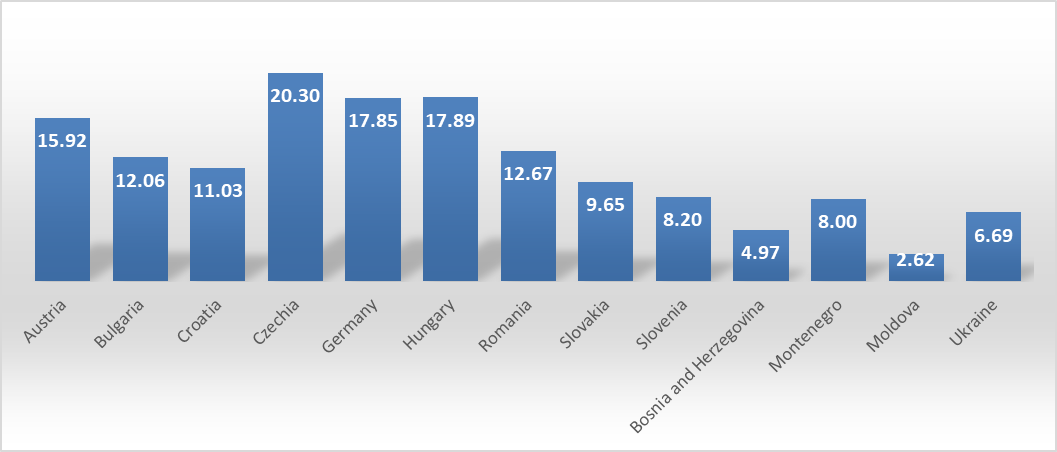 15.92
12.06
11.03
20.30
17.85
17.89
12.67
9.65
8.20
4.97
8.00
2.62
6.69
Austria
Bulgaria
Croatia
Czechia
Germany
Hungary
Romania
Slovakia
Slovenia
Bosnia and Herzegovina
Montenegro
Moldova
Ukraine